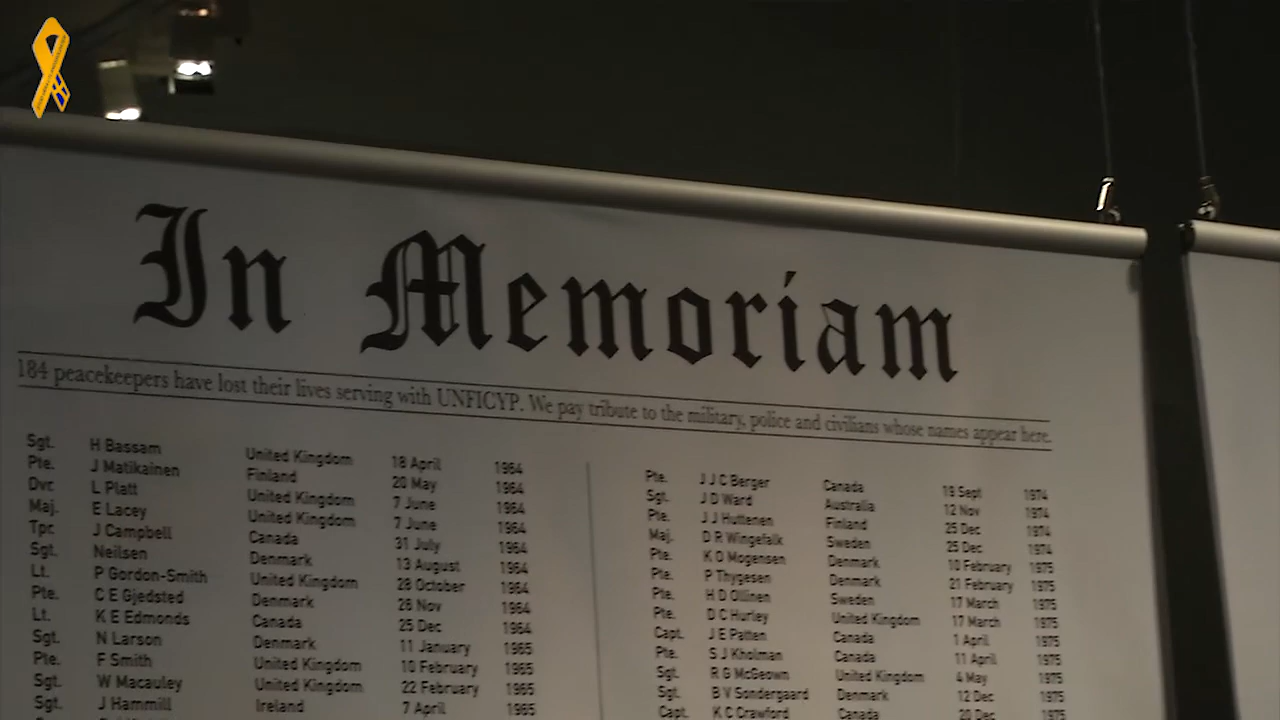 In Memoriam
184 peacekeepers have lost their lives serving with UNFICYP. We pay tribute to the military, police and civilians whose names appear here.
Sgt. H Bassam United Kingdom 18 April 1964
Pte. J Matikainen Finland 20 May 1964
Dvr L Platt United Kingdom 7 June 1964
Maj. E Lacey United Kingdom 7 June 1964
Tpc J Campbell Canada 31 July 1964
Sgt. Neilsen Denmark 13 August 1964
Lt. P Gordon-Smith United Kingdom 28 October 1964
Pte. C E Gjedsted Denmark 26 Nov 1964
Lt. K E Edmonds Canada 25 Dec 1964
Sgt. N Larson Denmark 11 January 1965
Pte. F Smith United Kingdom 10 February 1965
Sgt. W Macauley United Kingdom 22 February 1965
Sgt. J Hammill Ireland 7 April 1965
Pte. J J C Berger Canada 19 Sept 1974
Sgt. J D Ward Australia 12 Nov 1974
Pte. J J Huttenen Finland 25 Dec 1974
Maj. D R Wingefalk Sweden 25 Dec 1974
Pte. K O Mogensen Denmark 10 February 1975
Pte. P Thygesen Denmark 21 February 1975
Pte. H D Ollinen Sweden 17 March 1975
Pte. D C Hurley United Kingdom 17 March 1975
Capt. J E Patten Canada 1 April 1975
Pte. S J Kholman Canada 11 April 1975
Sgt. R G McGeown United Kingdom 4 May 1975
Sgt. B V Sondergaard Denmark 12 Dec 1975
Capt. K C Crawford Canada 20 Dec 1975